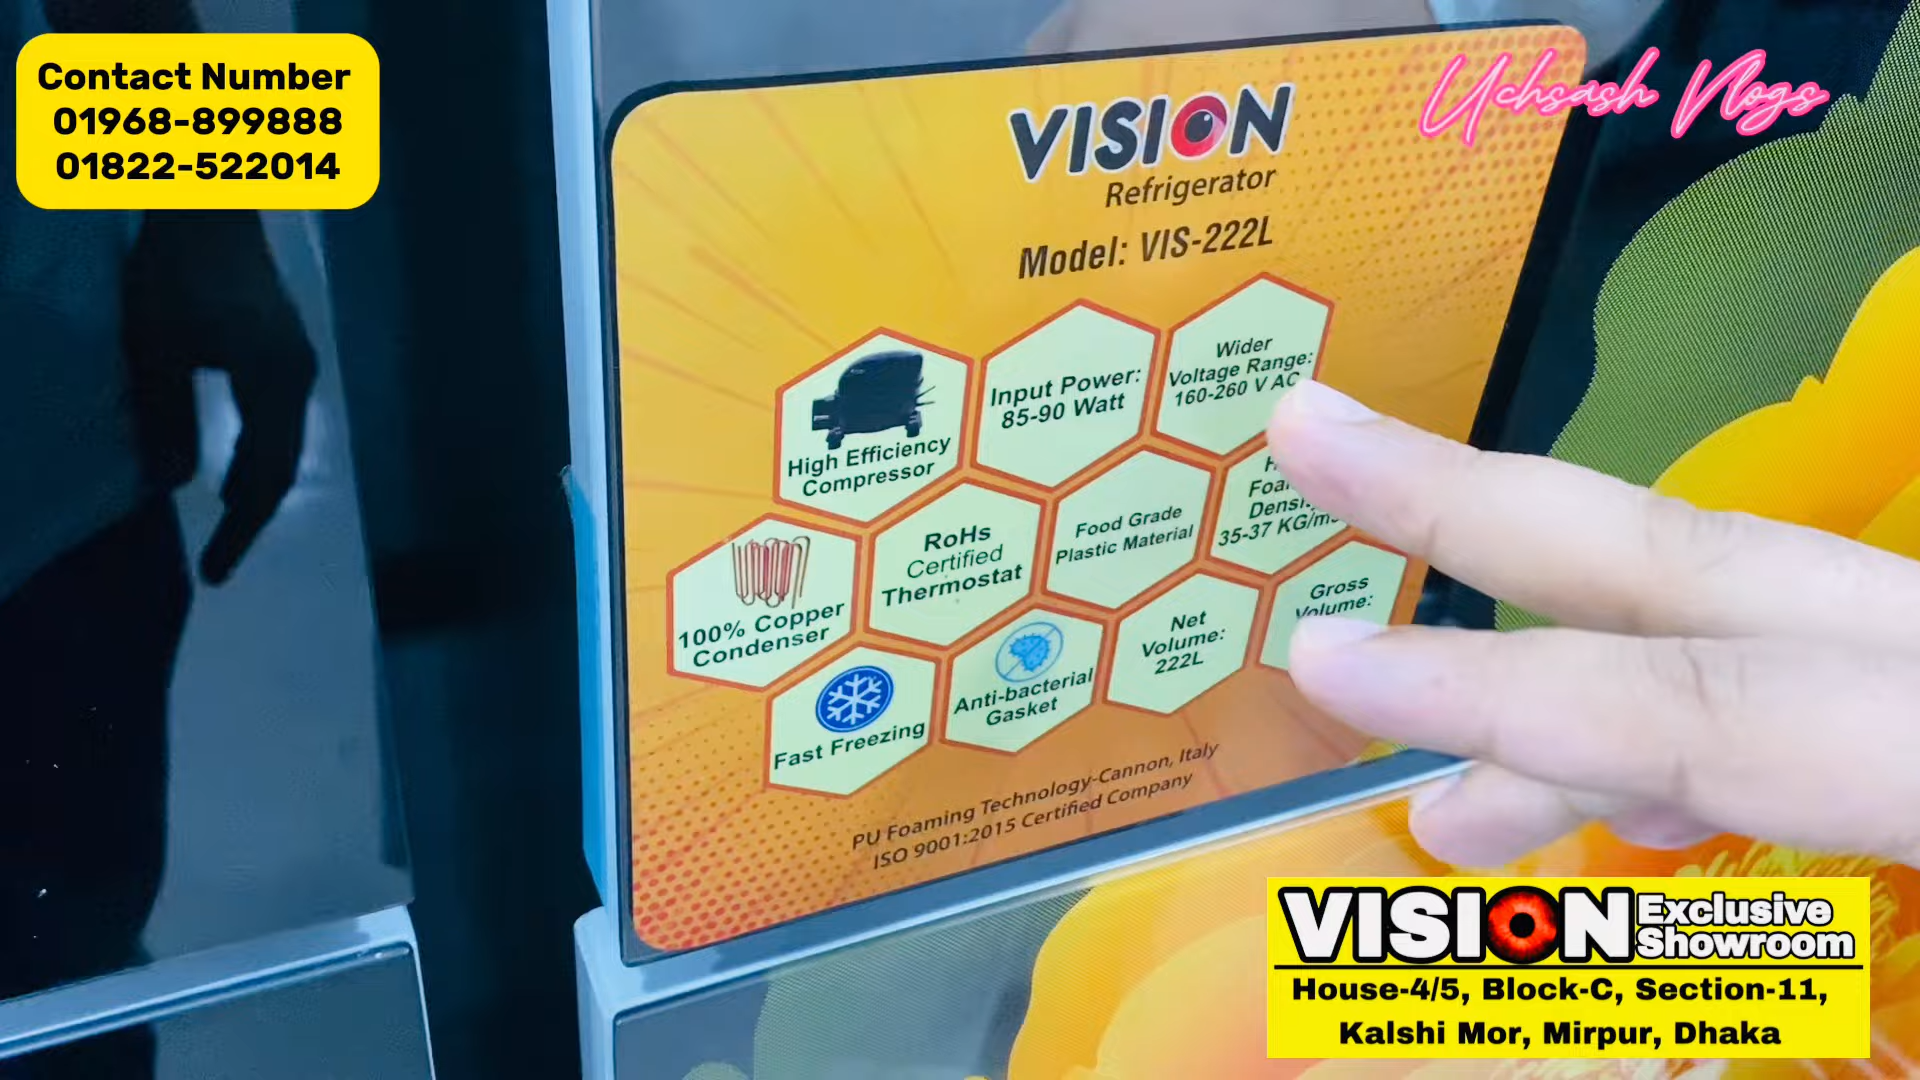 Contact Number
01968-899888
01822-522014
Uchsash Vlogs
VISION
Refrigerator
Model: VIS-222L
High Efficiency
Compressor
Input Power:
85-90 Watt
Wider
Voltage Range:
160-260 V AC
100% Copper
Condenser
RoHs
Certified
Thermostat
Food Grade
Plastic Material
35-37
Fast Freezing
Anti-bacterial
Gasket
Net
Volume:
222L
Gross
Volume:
PU Foaming Technology-Cannon, Italy
ISO 9001:2015 Certified Company
VISION Exclusive
Showroom
House-4/5, Block-C, Section-11,
Kalshi Mor, Mirpur, Dhaka